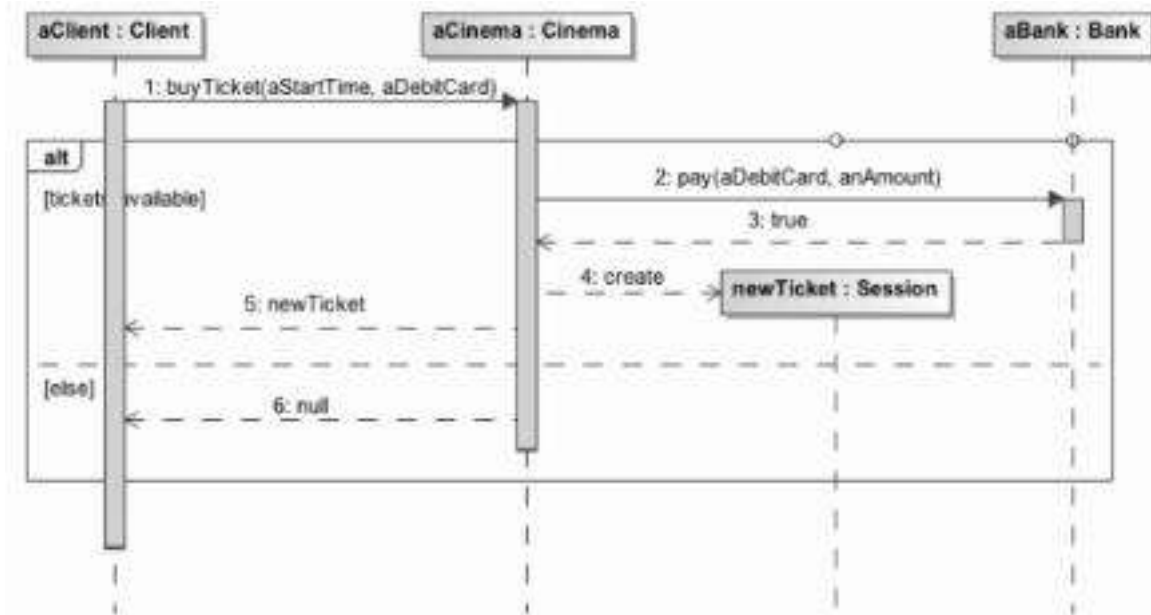 aClient : Client
aCinema : Cinema
aBank : Bank
1: buyTicket(aStartTime, aDebitCard)
alt
2: pay(aDebitCard, anAmount)
[tickets available]
3: true
4: create
newTicket : Session
5: newTicket
[else]
6: null